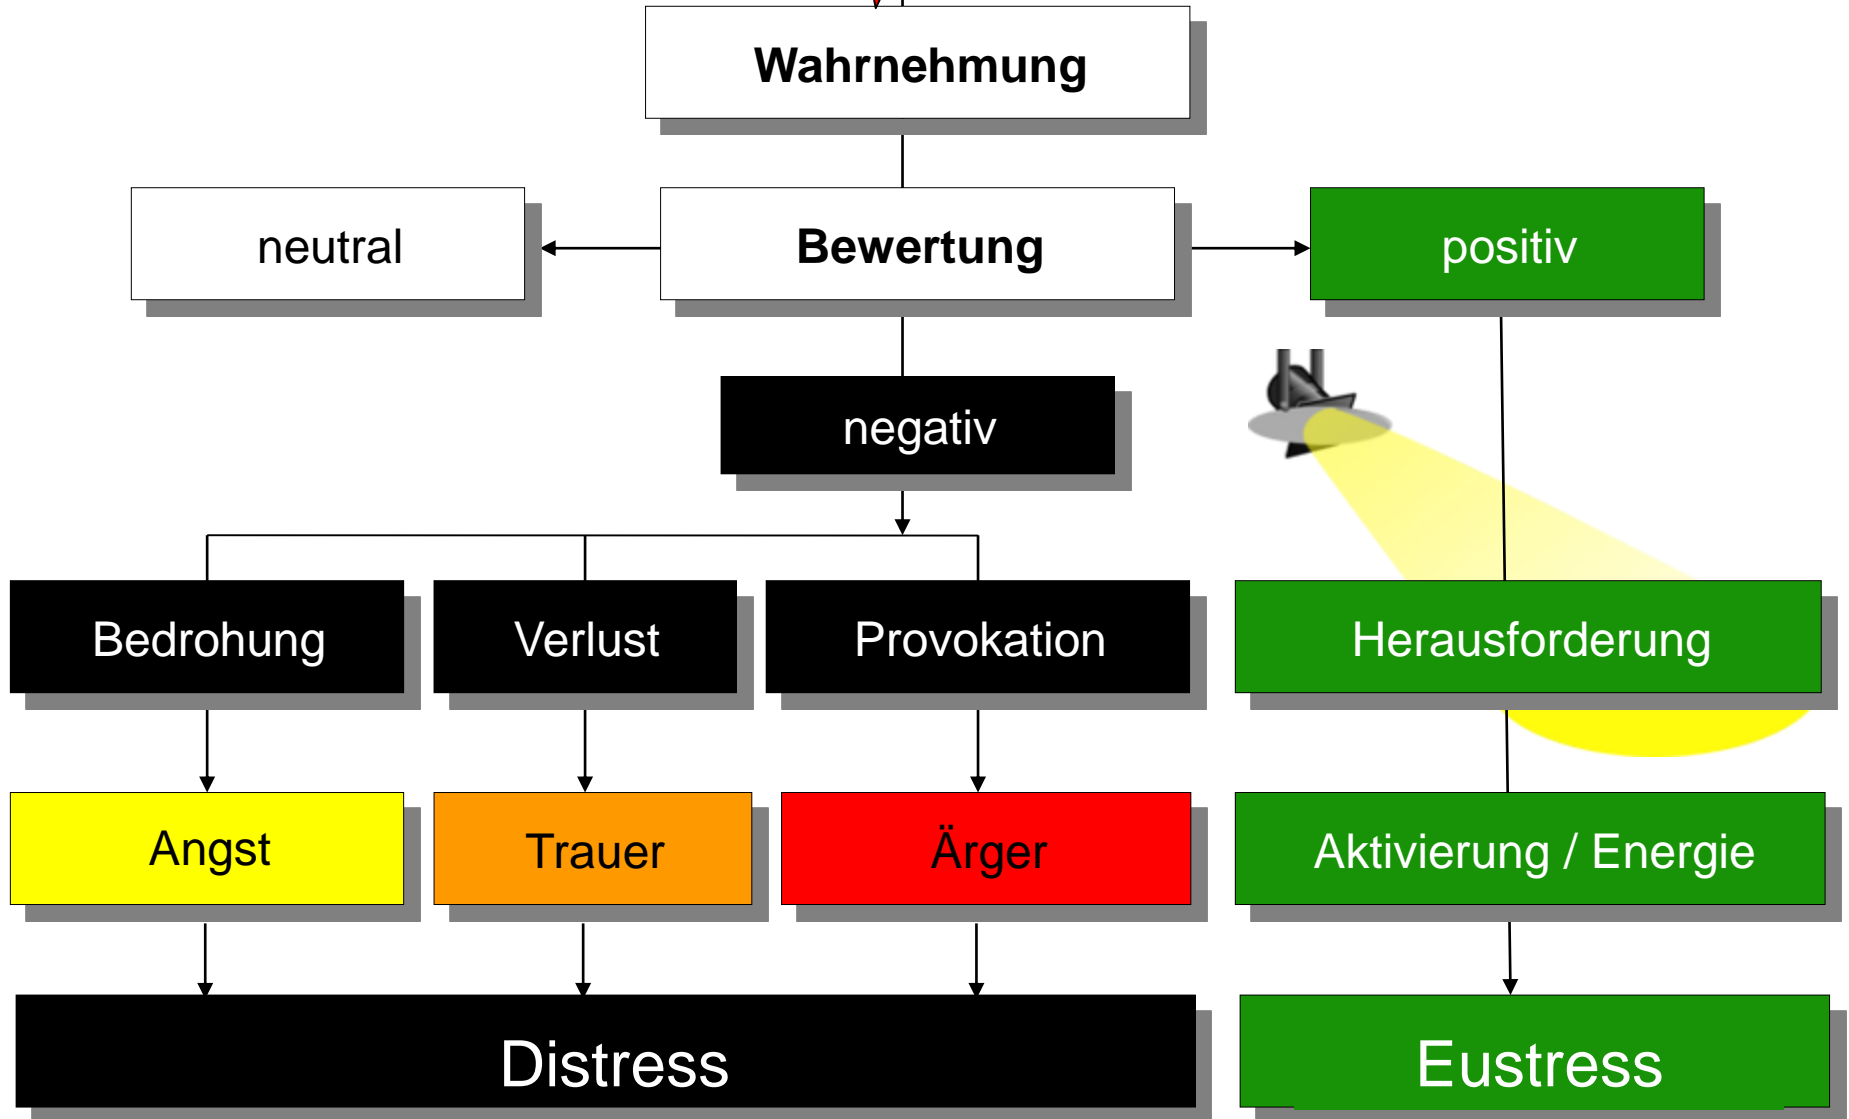 Wahrnehmung
neutral
Bewertung
positiv
negativ
Bedrohung
Verlust
Provokation
Herausforderung
Angst
Trauer
Ärger
Aktivierung / Energie
Distress
Eustress